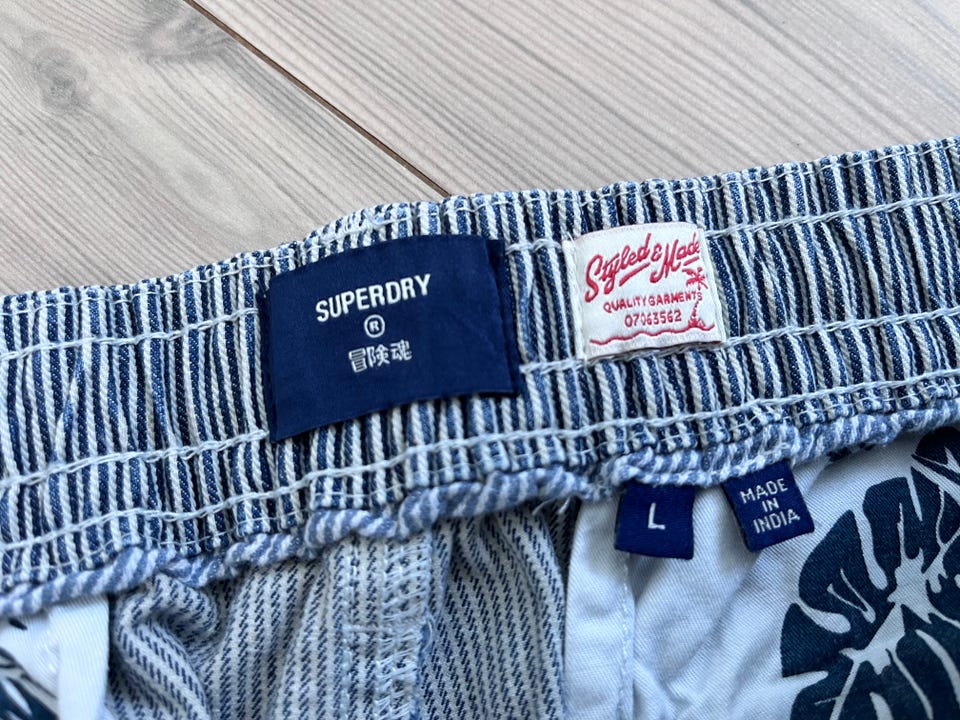 SUPERDRY
®
冒険魂
Styled & Made
QUALITY GARMENTS
07063562
L
MADE
IN
INDIA